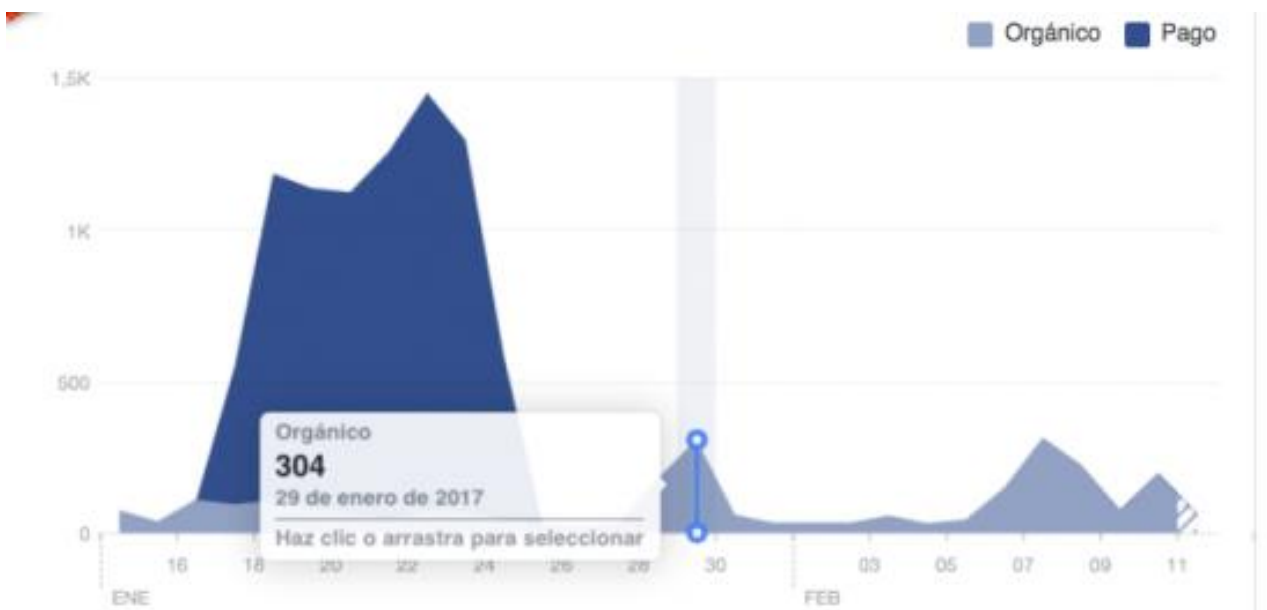 Orgánico Pago
1,5K
1K
500
0
Orgánico
304
29 de enero de 2017
Haz clic o arrastra para seleccionar
16 18 20 22 24 26 28 30 03 05 07 09 11
ENE FEB